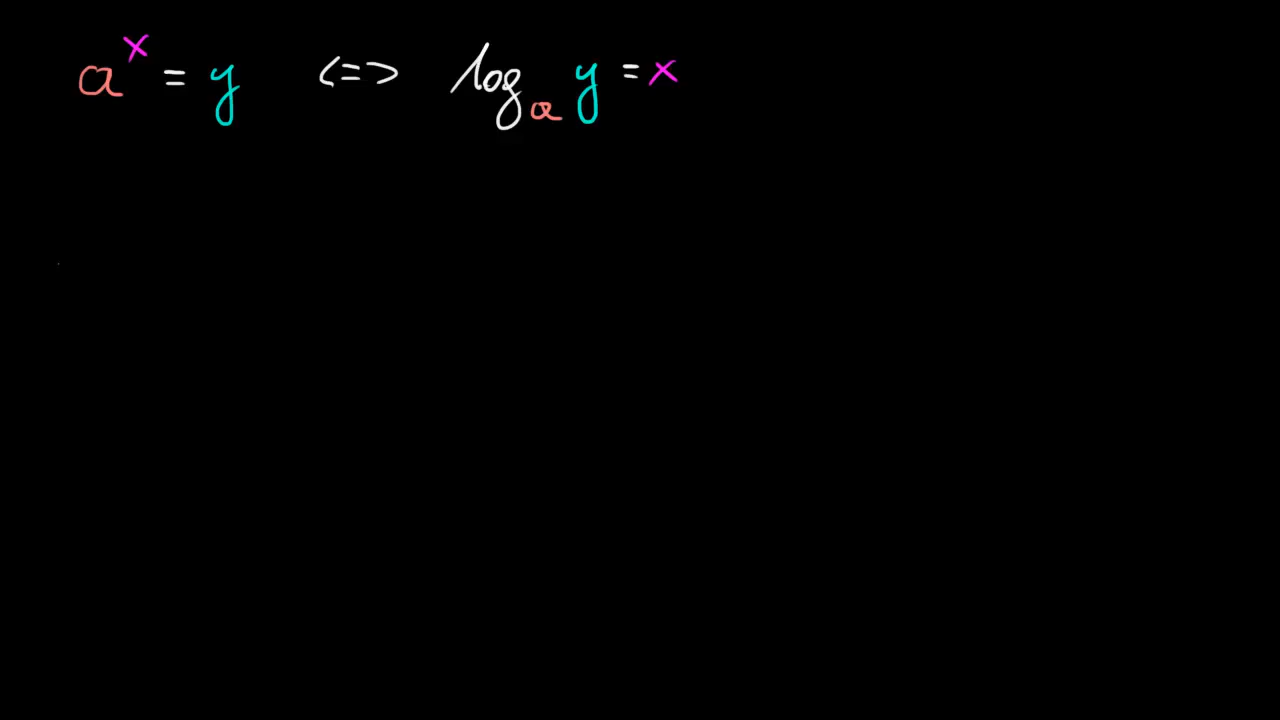 a^x = y <=> log_a y = x